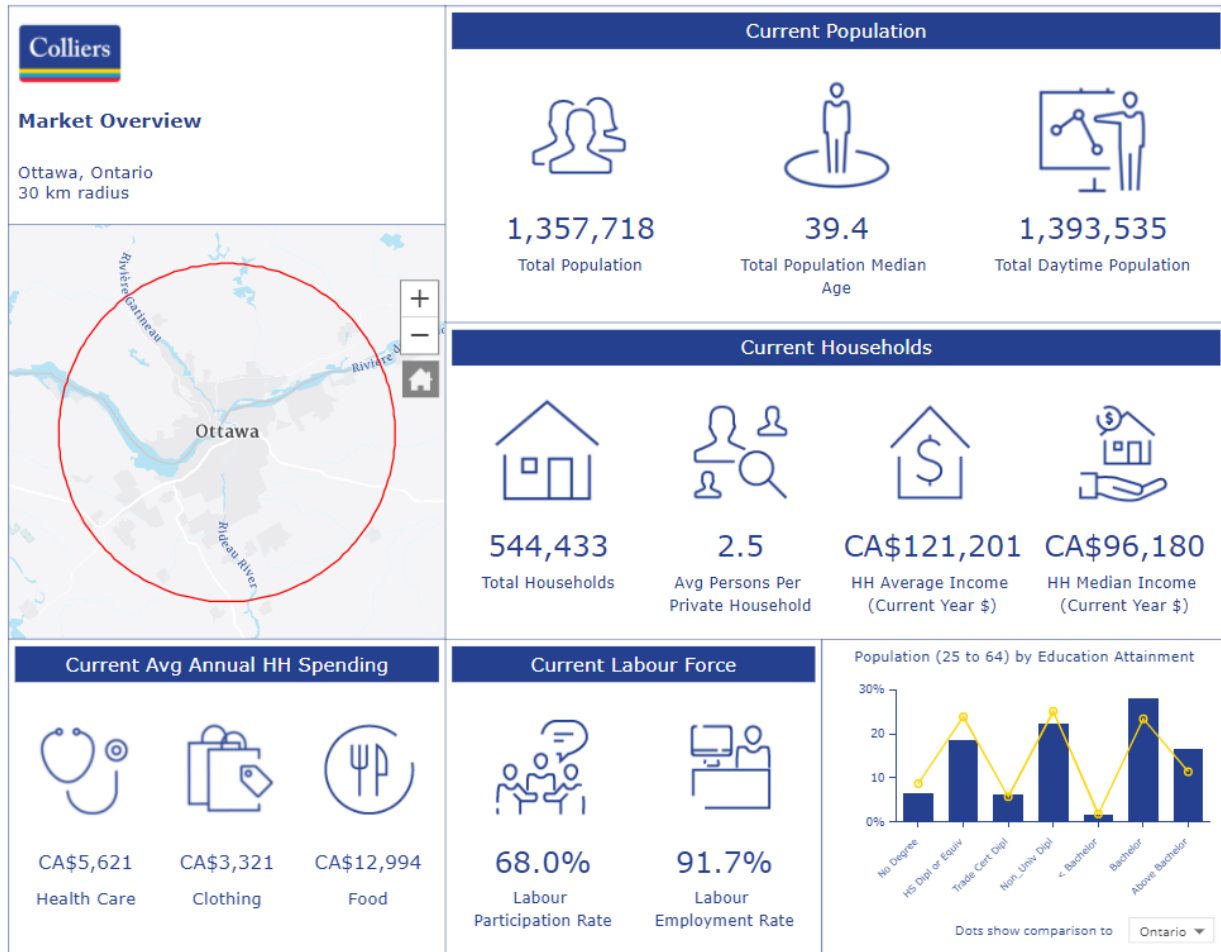 Colliers
Market Overview
Ottawa, Ontario
30 km radius
Rivière Gatineau
Rivière d
Ottawa
Rideau River
+
−
Current Population
1,357,718
Total Population
39.4
Total Population Median
Age
1,393,535
Total Daytime Population
Current Households
544,433
Total Households
2.5
Avg Persons Per
Private Household
CA$121,201
HH Average Income
(Current Year $)
CA$96,180
HH Median Income
(Current Year $)
Current Avg Annual HH Spending
CA$5,621
Health Care
CA$3,321
Clothing
CA$12,994
Food
Current Labour Force
68.0%
Labour
Participation Rate
91.7%
Labour
Employment Rate
Population (25 to 64) by Education Attainment
30%
20
10
0%
No Degree
HS Dipl or Equiv
Trade Cert Dipl
Non_Univ Dipl
< Bachelor
Bachelor
Above Bachelor
Dots show comparison to
Ontario